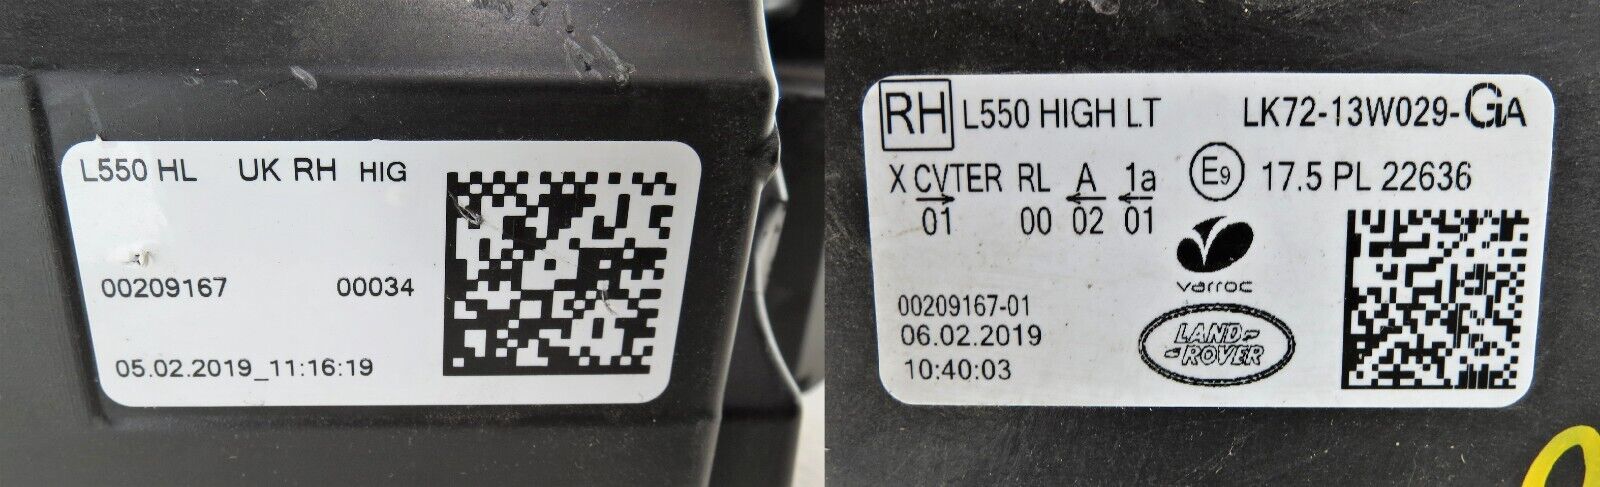 L550 HL UK RH HIG
00209167 00034
05.02.2019_11:16:19
RH L550 HIGH LT LK72-13W029-GA
X CVTER RL A 1a E9 17.5 PL 22636
01 00 02 01
varroc
00209167-01
06.02.2019
LAND-
-ROVER
10:40:03